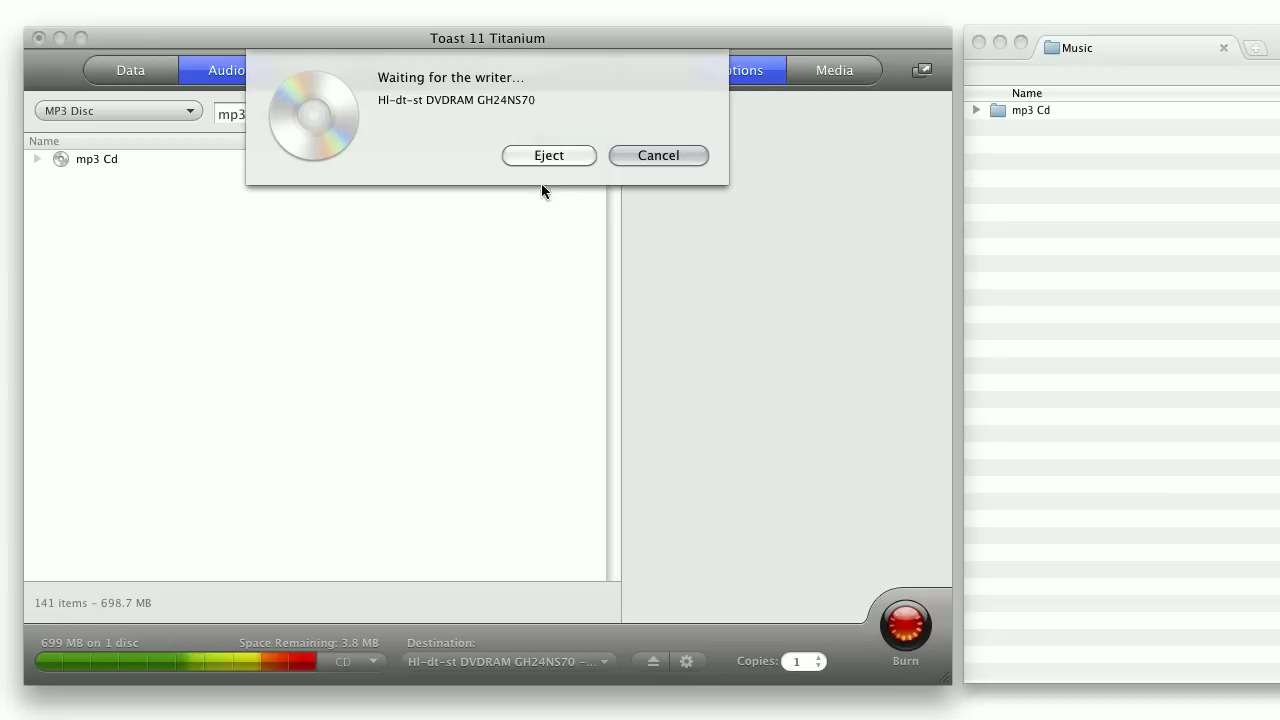 Toast 11 Titanium
Data
Audio
Media
MP3 Disc
mp3
Waiting for the writer...
Hl-dt-st DVDRAM GH24NS70
Eject
Cancel
Name
mp3 Cd
141 items – 698.7 MB
699 MB on 1 disc
Space Remaining: 3.8 MB
Destination:
CD
Hl-dt-st DVDRAM GH24NS70 –...
Copies: 1
Burn
Music
Name
mp3 Cd